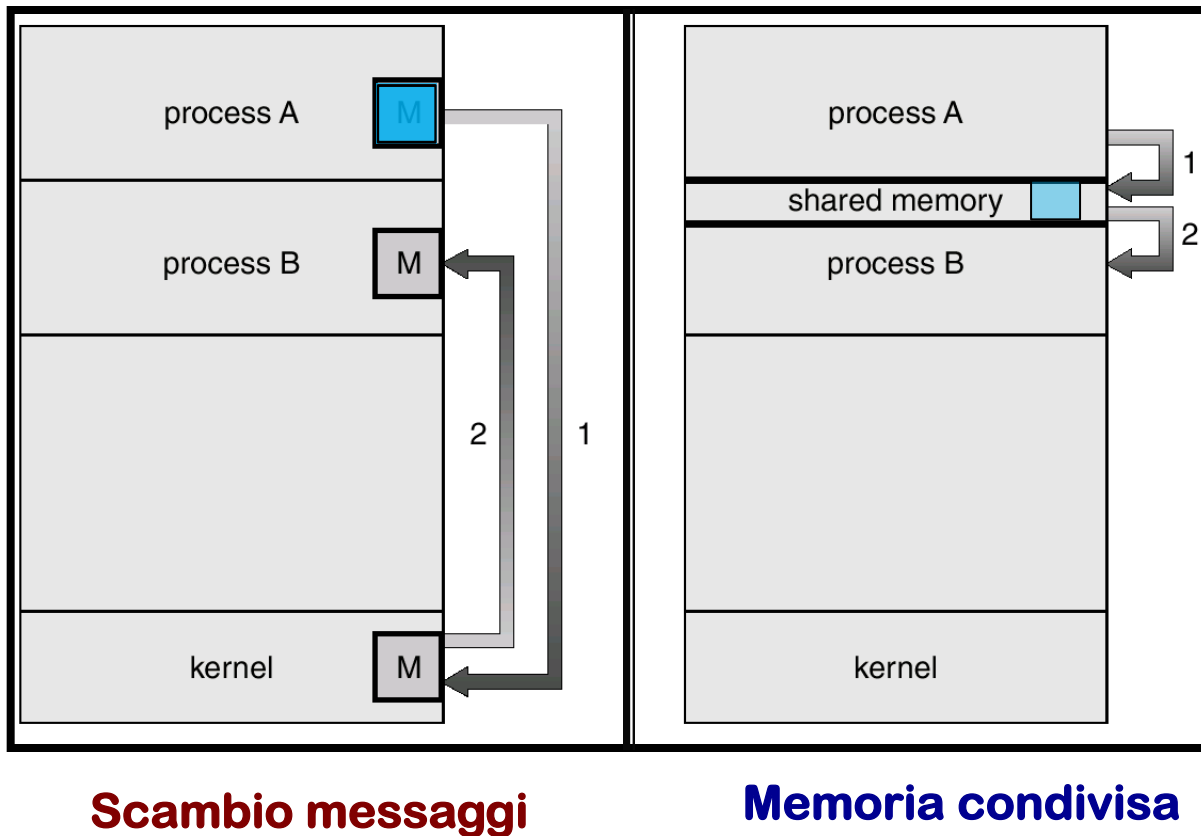 process A
M
process B
M
2
1
kernel
M
process A
1
shared memory
2
process B
kernel
Scambio messaggi
Memoria condivisa